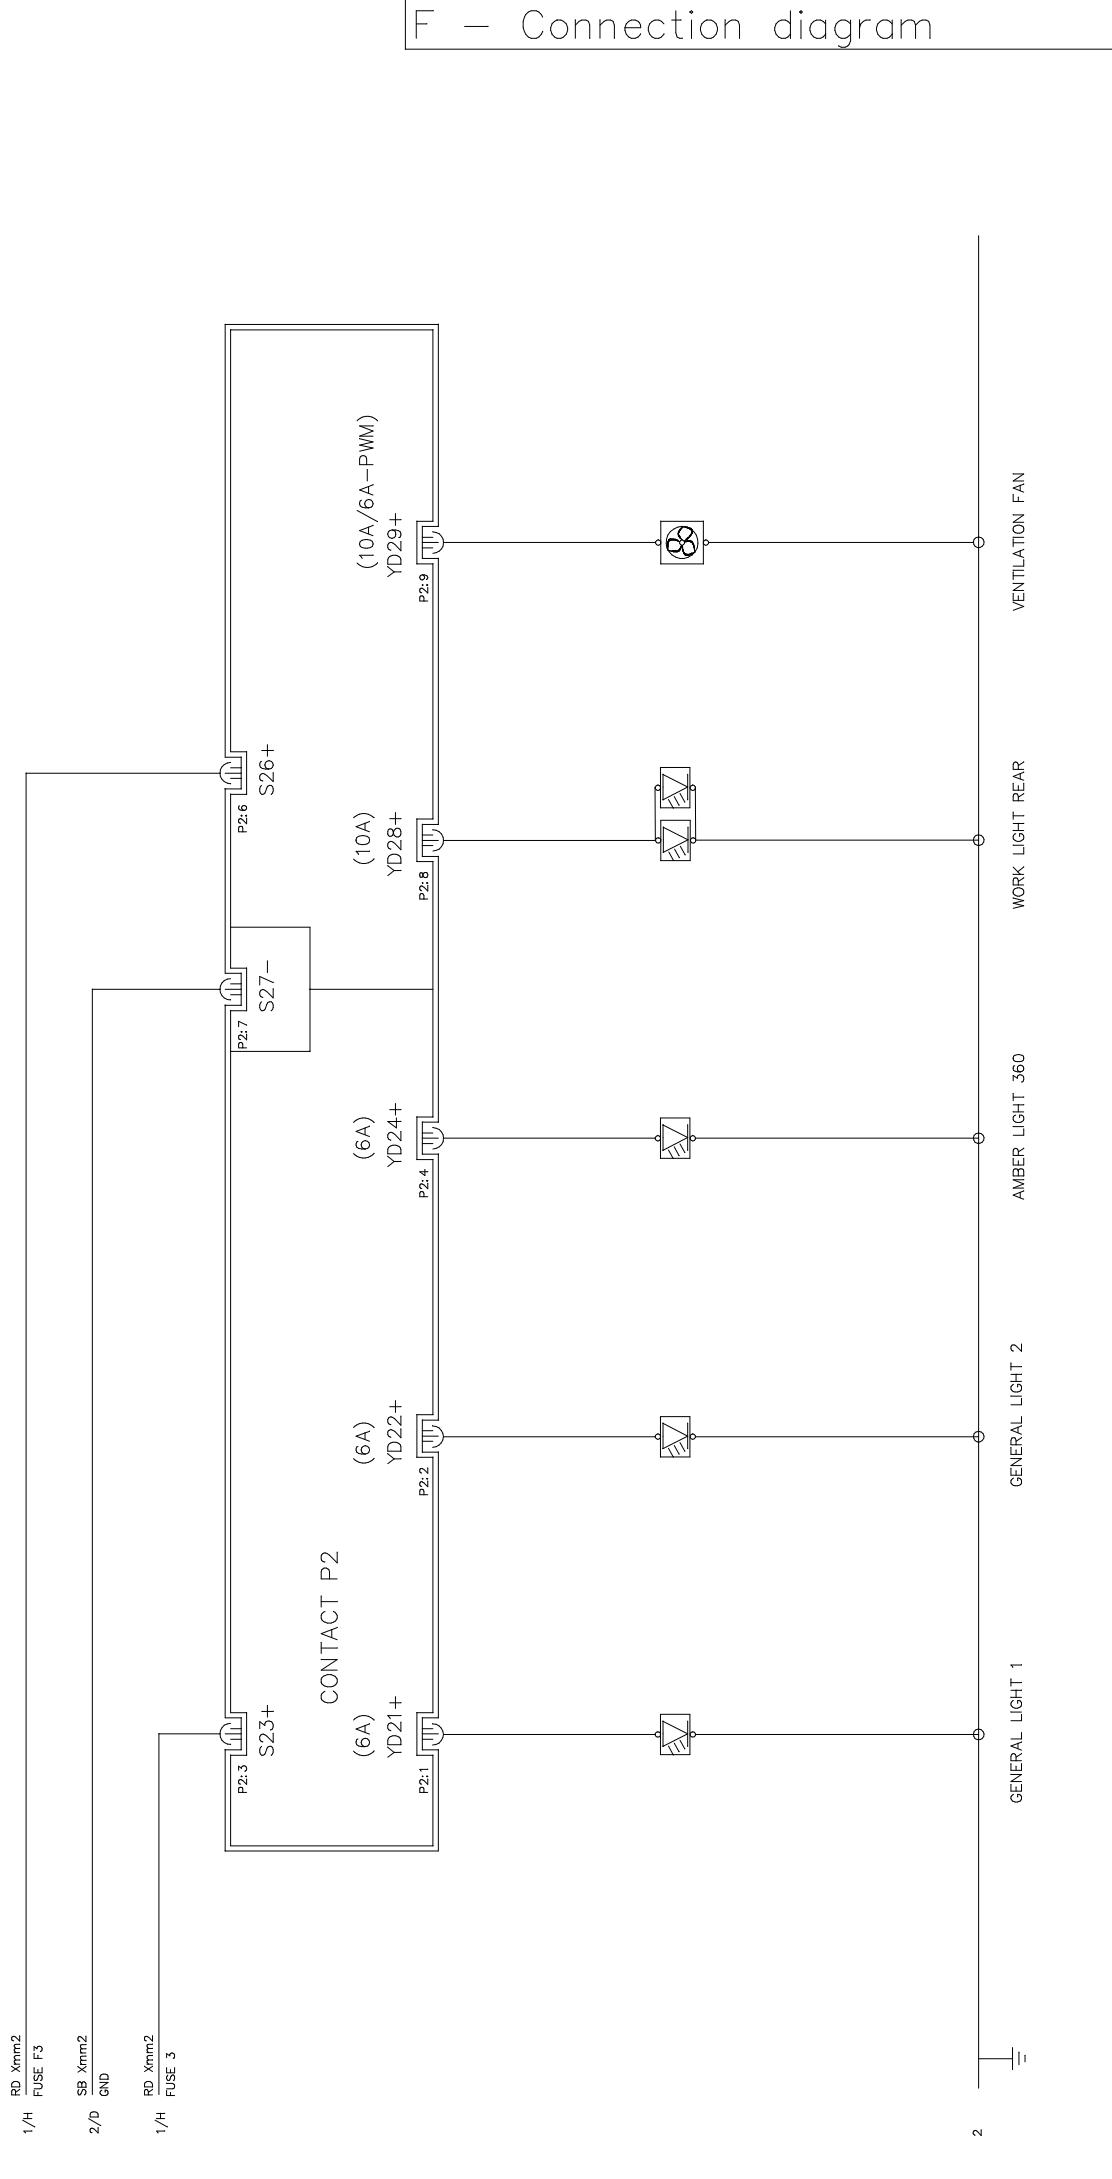 F - Connection diagram
1/H
RD Xmm2
FUSE F3
2/D
SB Xmm2
GND
1/H
RD Xmm2
FUSE 3
P2:3
S23+
P2:7
S27-
P2:6
S26+
CONTACT P2
(6A)
YD21+
P2:1
(6A)
YD22+
P2:2
(6A)
YD24+
P2:4
(10A)
YD28+
P2:8
(10A/6A-PWM)
YD29+
P2:9
2
GENERAL LIGHT 1
GENERAL LIGHT 2
AMBER LIGHT 360
WORK LIGHT REAR
VENTILATION FAN